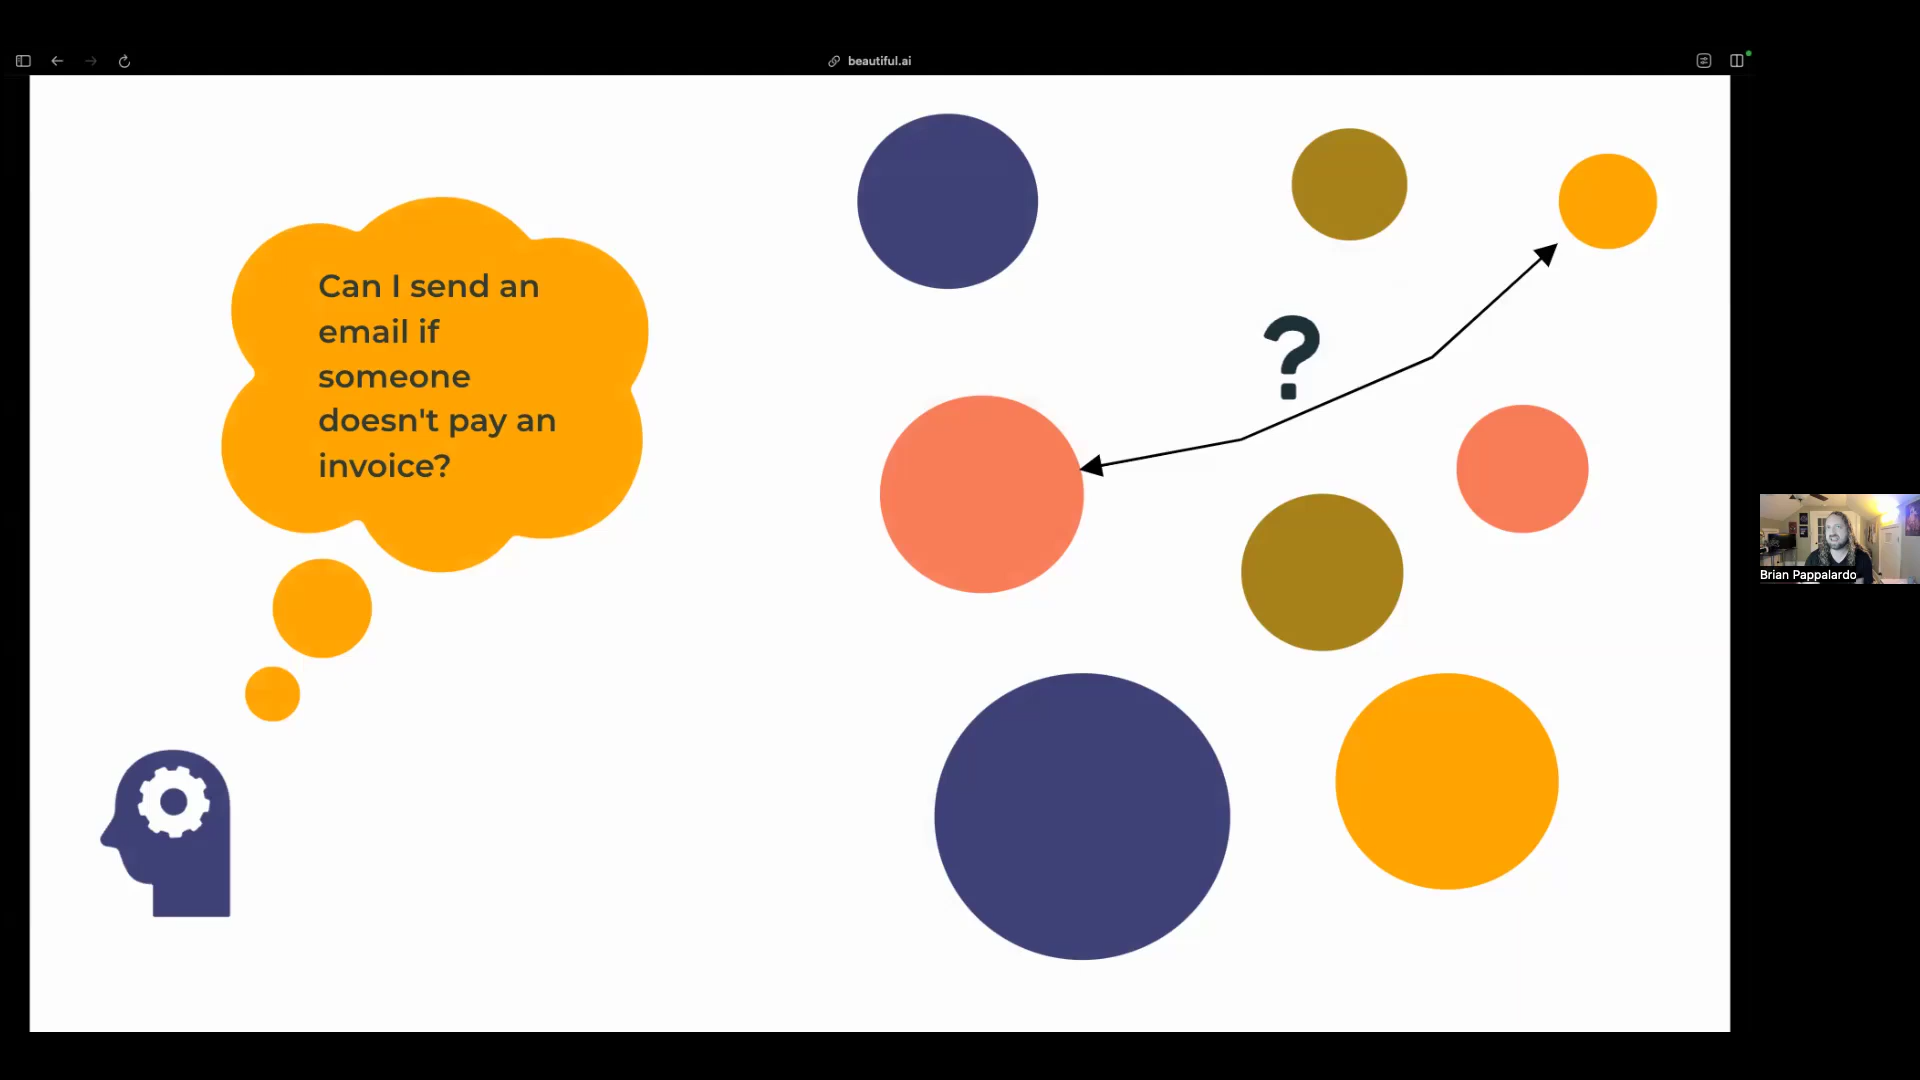 beautiful.ai
Can I send an
email if
someone
doesn't pay an
invoice?
?
Brian Pappalardo